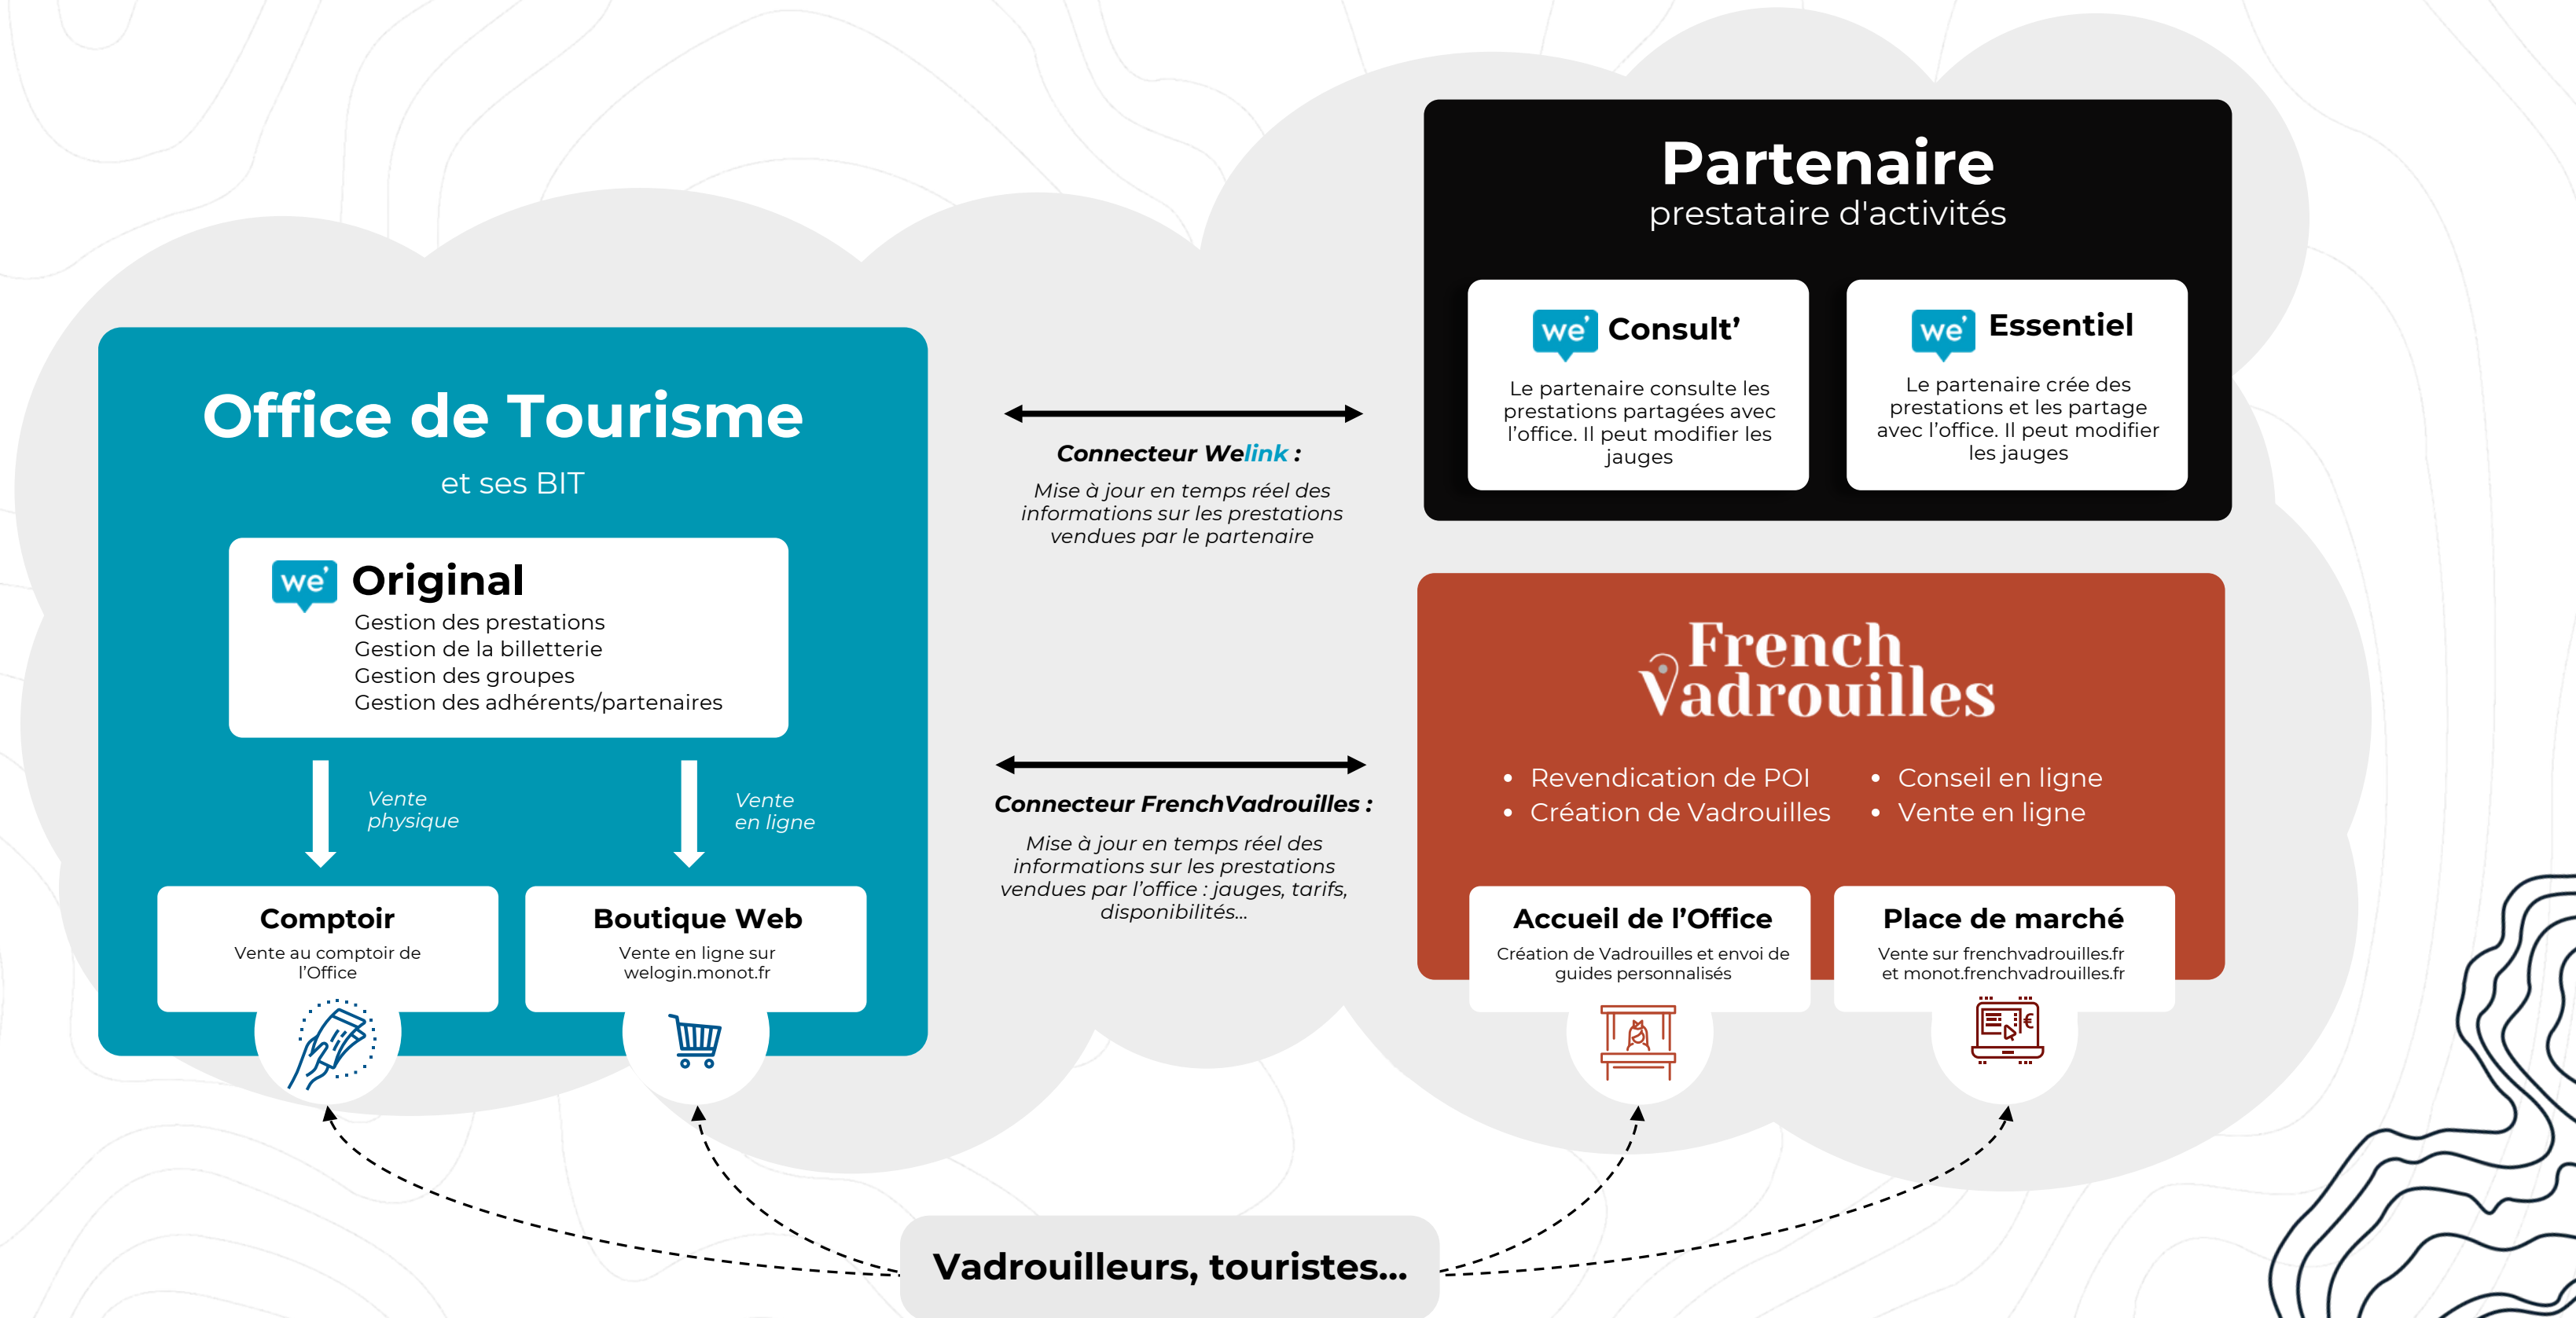 Partenaire
prestataire d'activités
we'
Consult’
Le partenaire consulte les
prestations partagées avec
l’office. Il peut modifier les
jauges
we'
Essentiel
Le partenaire crée des
prestations et les partage
avec l’office. Il peut modifier
les jauges
Office de Tourisme
et ses BIT
we'
Original
Gestion des prestations
Gestion de la billetterie
Gestion des groupes
Gestion des adhérents/partenaires
Vente
physique
Vente
en ligne
Comptoir
Vente au comptoir de
l’Office
Boutique Web
Vente en ligne sur
welogin.monot.fr
Connecteur Welink :
Mise à jour en temps réel des
informations sur les prestations
vendues par le partenaire
Connecteur FrenchVadrouilles :
Mise à jour en temps réel des
informations sur les prestations
vendues par l’office : jauges, tarifs,
disponibilités...
French
Vadrouilles
• Revendication de POI
• Création de Vadrouilles
• Conseil en ligne
• Vente en ligne
Accueil de l’Office
Création de Vadrouilles et envoi de
guides personnalisés
Place de marché
Vente sur frenchvadrouilles.fr
et monot.frenchvadrouilles.fr
€
Vadrouilleurs, touristes...